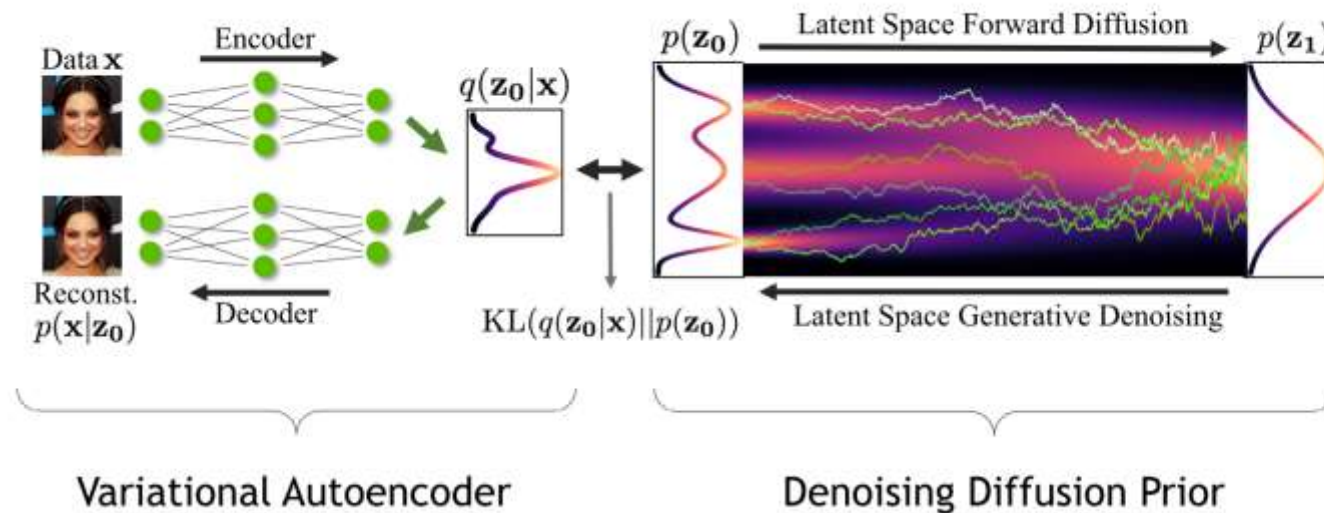 Encoder
Data x
q(z₀|x)
Reconst.
p(x|z₀)
Decoder
KL(q(z₀|x)||p(z₀))
Variational Autoencoder
Latent Space Forward Diffusion
p(z₀)
p(z₁)
Latent Space Generative Denoising
Denoising Diffusion Prior